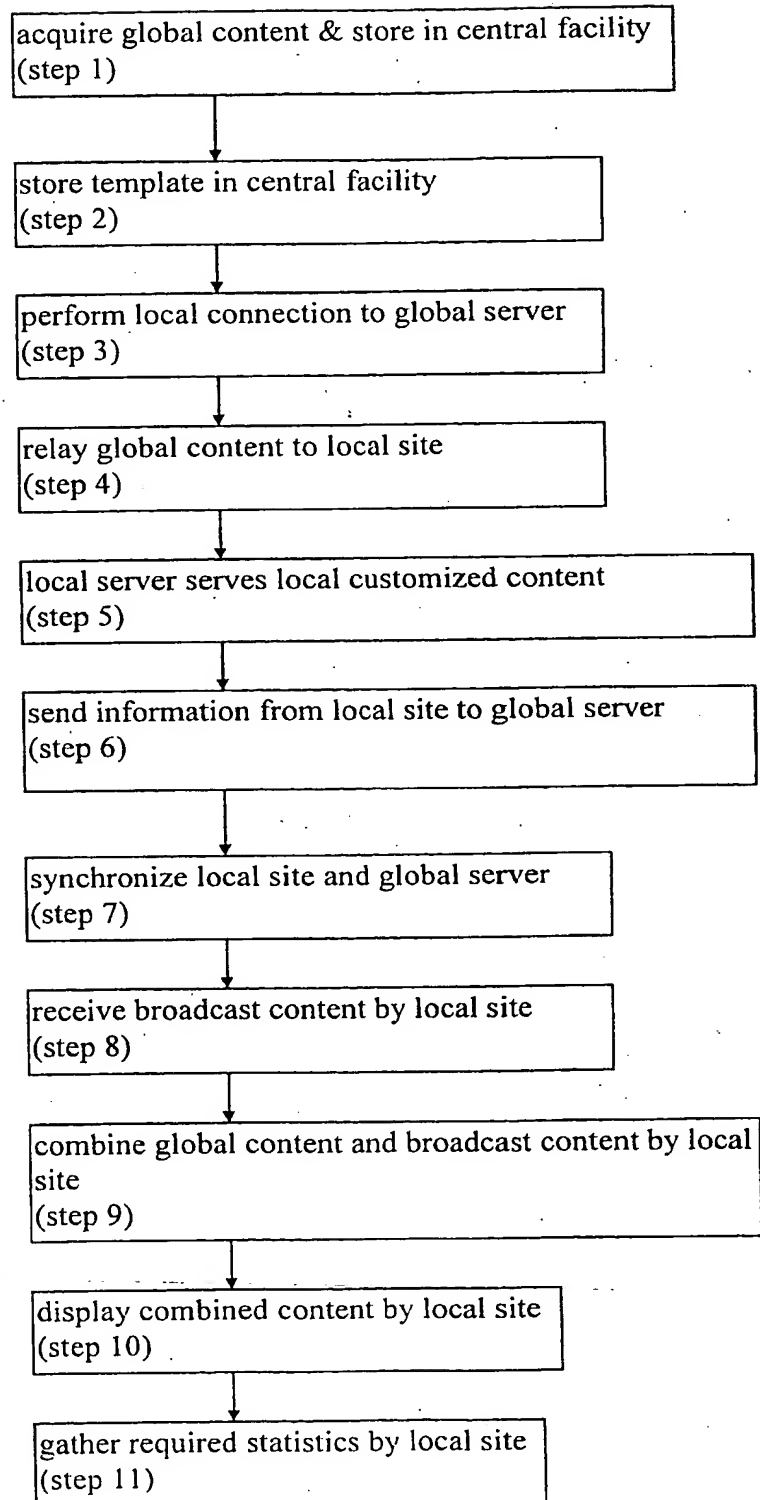 acquire global content & store in central facility
(step 1)
store template in central facility
(step 2)
perform local connection to global server
(step 3)
relay global content to local site
(step 4)
local server serves local customized content
(step 5)
send information from local site to global server
(step 6)
synchronize local site and global server
(step 7)
receive broadcast content by local site
(step 8)
combine global content and broadcast content by local
site
(step 9)
display combined content by local site
(step 10)
gather required statistics by local site
(step 11)